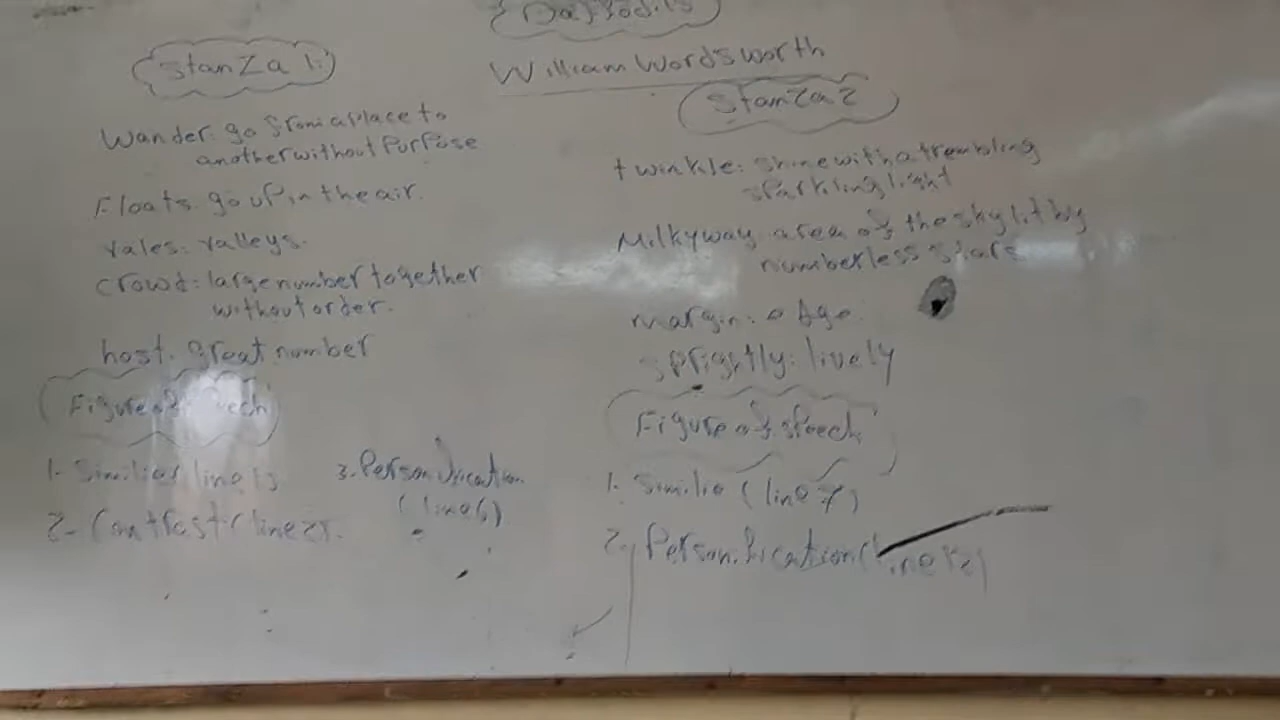 Daffodils
William Wordsworth
Stanza 1:
Wander: go from a place to
another without Purpose
Floats: go up in the air.
vales: valleys.
crowd: large number together
without order.
host: great number
Figure of speech
1. Similie (line 1)
2- Contrast (line 2).
3. Personification
(line 6)
Stanza 2
twinkle: shine with a trembling
sparkling light
Milky way area of the sky lit by
numberless stars
margin: edge.
sprightly: lively
Figure of speech
1. Similie (line 7)
2. Personification (line 12)